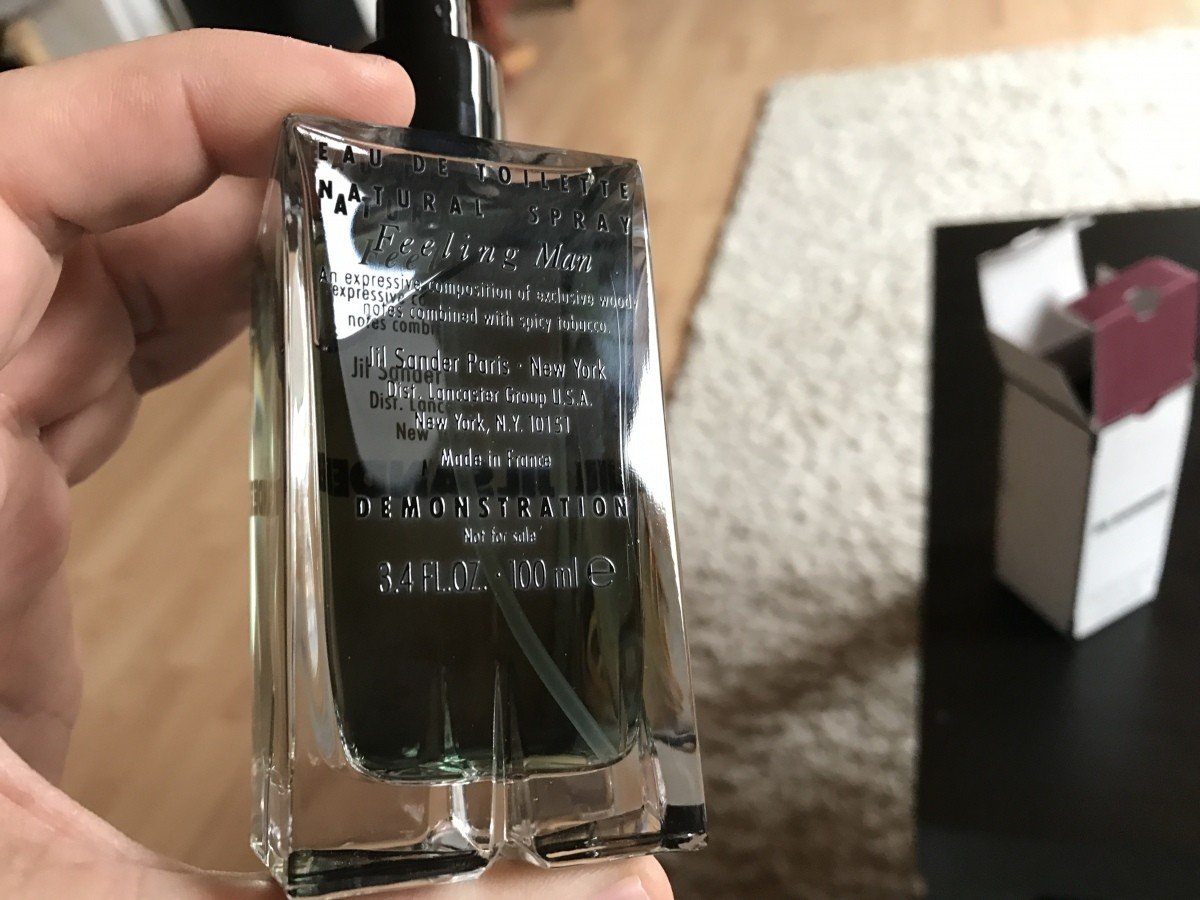 EAU DE TOILETTE
NATURAL SPRAY
Feeling Man
An expressive composition of exclusive wood
notes combined with spicy tobacco.
Jil Sander Paris · New York
Dist. Lancaster Group U.S.A.
New York, N.Y. 10151
Made in France
DEMONSTRATION
Not for sale
3.4 FL.OZ. · 100 ml ℮